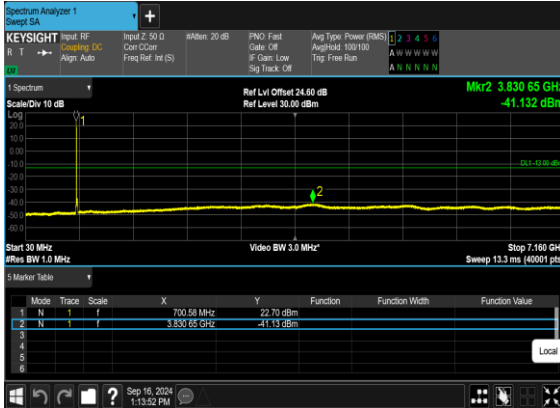 Spectrum Analyzer 1
Swept SA
+
KEYSIGHT
R T
Input: RF
Coupling: DC
Align: Auto
Input Z: 50 Ω
Corr CCorr
Freq Ref: Int (S)
#Atten: 20 dB
PNO: Fast
Gate: Off
IF Gain: Low
Sig Track: Off
Avg Type: Power (RMS)
Avg|Hold: 100/100
Trig: Free Run
1 2 3 4 5 6
A W W W W W
A N N N N N
1 Spectrum
Scale/Div 10 dB
Ref Lvl Offset 24.60 dB
Ref Level 30.00 dBm
Mkr2 3.830 65 GHz
-41.132 dBm
Log
20.0
10.0
0.00
-10.0
-20.0
-30.0
-40.0
-50.0
-60.0
1
2
DL1 -13.00 dBm
Start 30 MHz
#Res BW 1.0 MHz
Video BW 3.0 MHz*
Stop 7.160 GH
Sweep 13.3 ms (40001 pts
5 Marker Table
Mode Trace Scale X Y Function Function Width Function Value
1 N 1 f 700.58 MHz 22.70 dBm
2 N 1 f 3.830 65 GHz -41.13 dBm
3
4
5
6
Local
?
Sep 16, 2024
1:13:52 PM